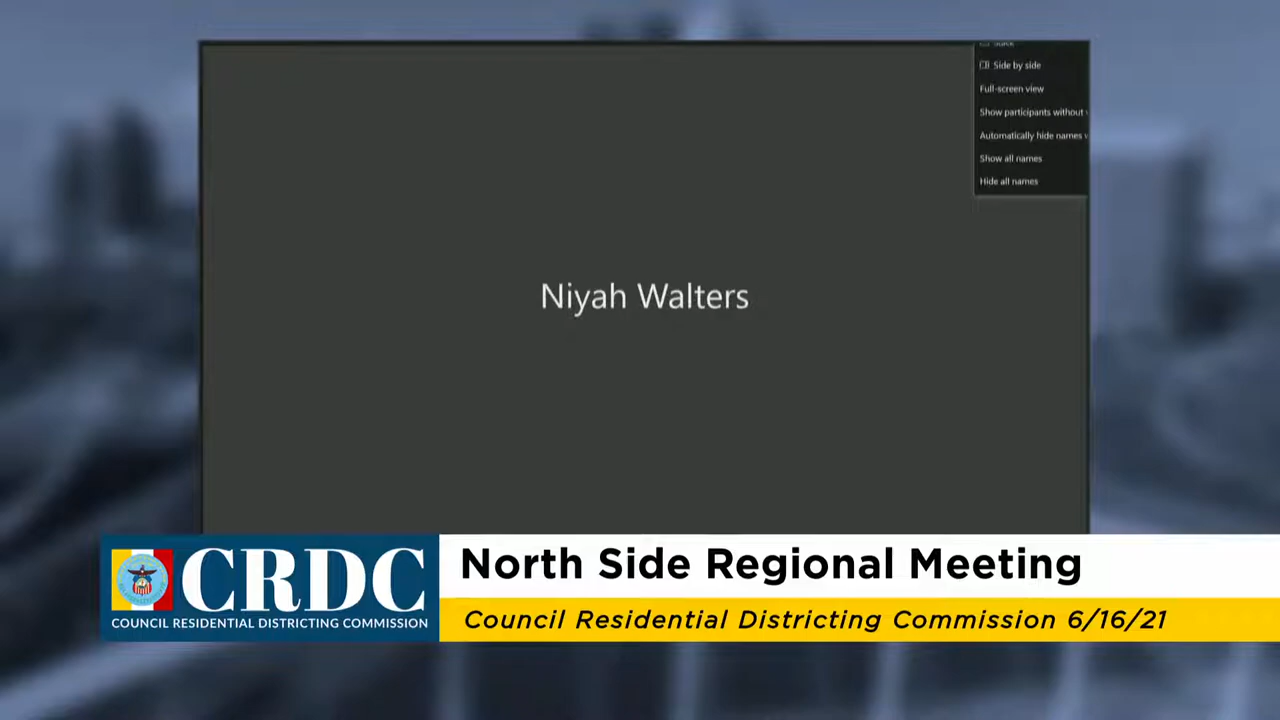 Side by side
Full-screen view
Show participants without
Automatically hide names
Show all names
Hide all names
Niyah Walters
CRDC
COUNCIL RESIDENTIAL DISTRICTING COMMISSION
North Side Regional Meeting
Council Residential Districting Commission 6/16/21